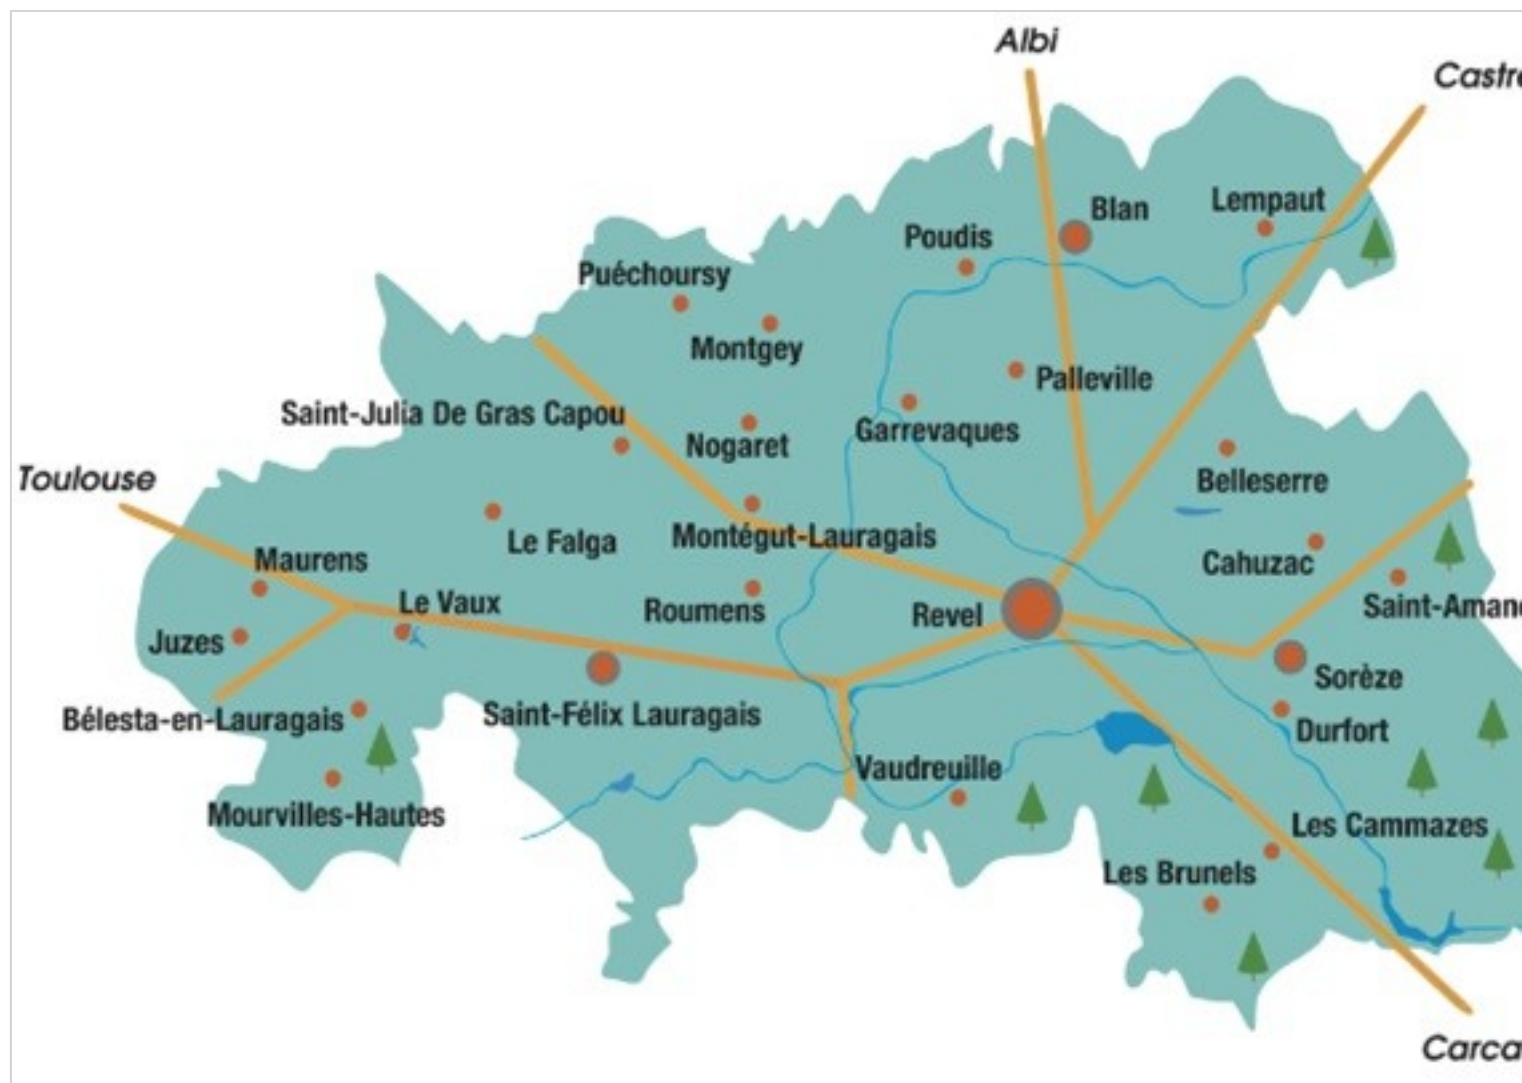 Albi
Castre
Blan
Lempaut
Poudis
Puéchoursy
Montgey
Palleville
Saint-Julia De Gras Capou
Garrevaques
Nogaret
Toulouse
Belleserre
Montégut-Lauragais
Le Falga
Maurens
Cahuzac
Le Vaux
Roumens
Revel
Saint-Aman
Juzes
Sorèze
Bélesta-en-Lauragais
Saint-Félix Lauragais
Durfort
Vaudreuille
Mourvilles-Hautes
Les Cammazes
Les Brunels
Carca